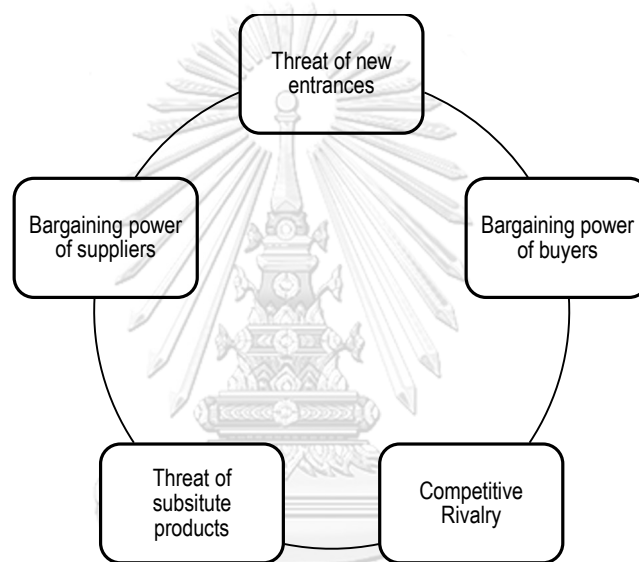 Threat of new
entrances
Bargaining power
of suppliers
Bargaining power
of buyers
Threat of
subsitute
products
Competitive
Rivalry